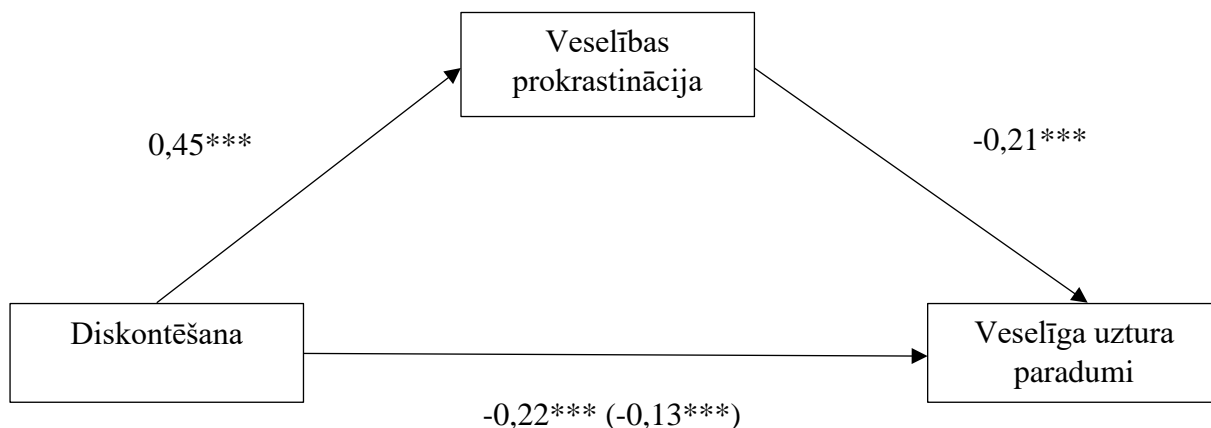 Veselības
prokrastinācija
0,45***
-0,21***
Diskontēšana
Veselīga uztura
paradumi
-0,22*** (-0,13***)